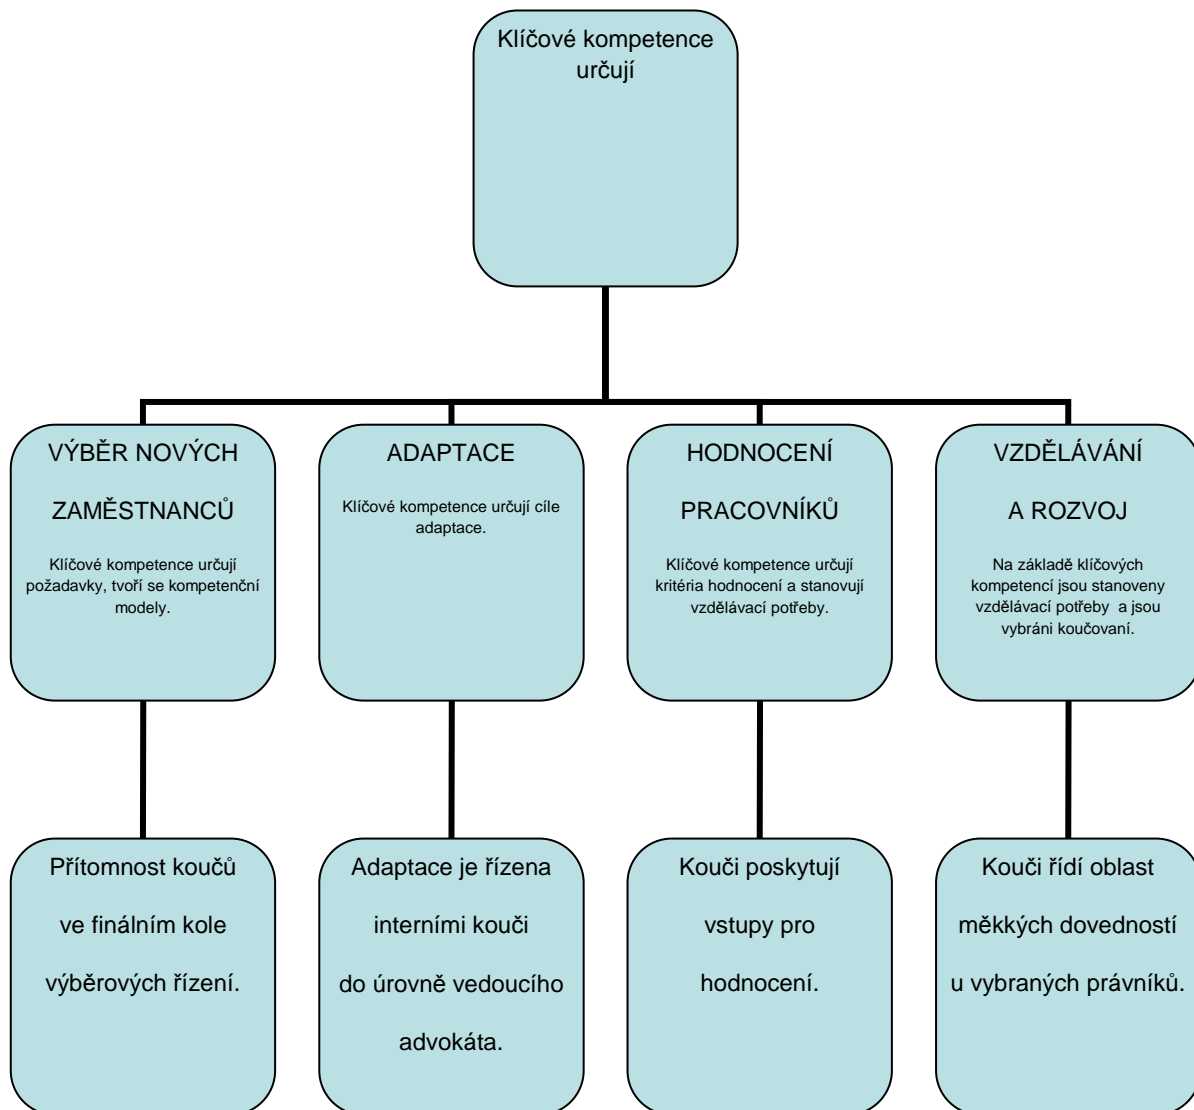 Klíčové kompetence
určují
VÝBĚR NOVÝCH
ZAMĚSTNANCŮ
Klíčové kompetence určují
požadavky, tvoří se kompetenční
modely.
ADAPTACE
Klíčové kompetence určují cíle
adaptace.
HODNOCENÍ
PRACOVNÍKŮ
Klíčové kompetence určují
kritéria hodnocení a stanovují
vzdělávací potřeby.
VZDĚLÁVÁNÍ
A ROZVOJ
Na základě klíčových
kompetencí jsou stanoveny
vzdělávací potřeby  a jsou
vybráni koučovaní.
Přítomnost koučů
ve finálním kole
výběrových řízení.
Adaptace je řízena
interními kouči
do úrovně vedoucího
advokáta.
Kouči poskytují
vstupy pro
hodnocení.
Kouči řídí oblast
měkkých dovedností
u vybraných právníků.